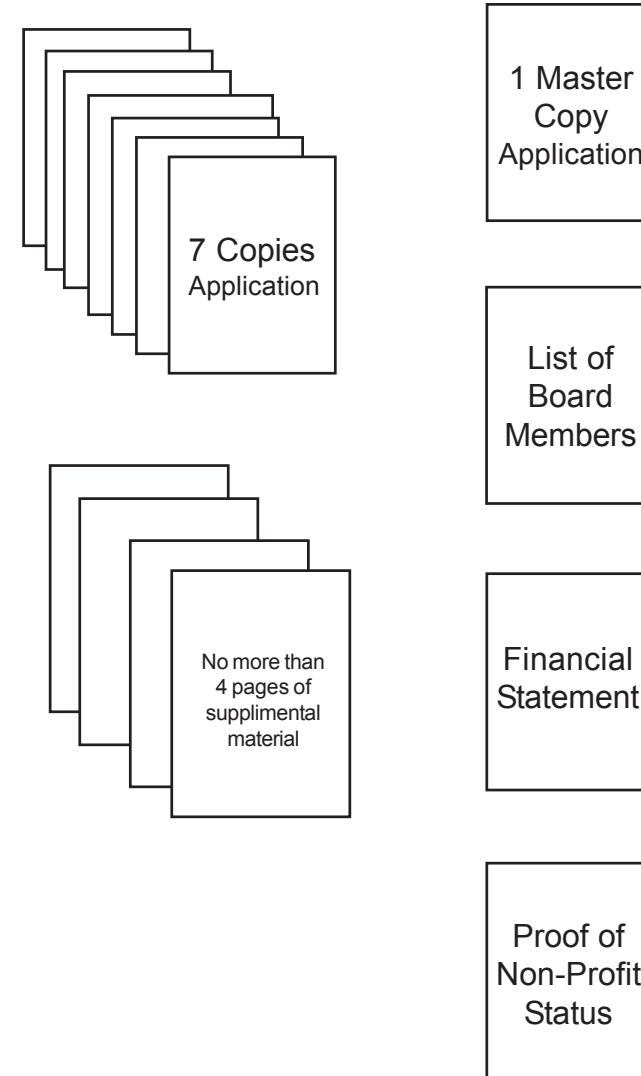 7 Copies
Application
No more than
4 pages of
supplimental
material
1 Master
Copy
Application
List of
Board
Members
Financial
Statement
Proof of
Non-Profit
Status